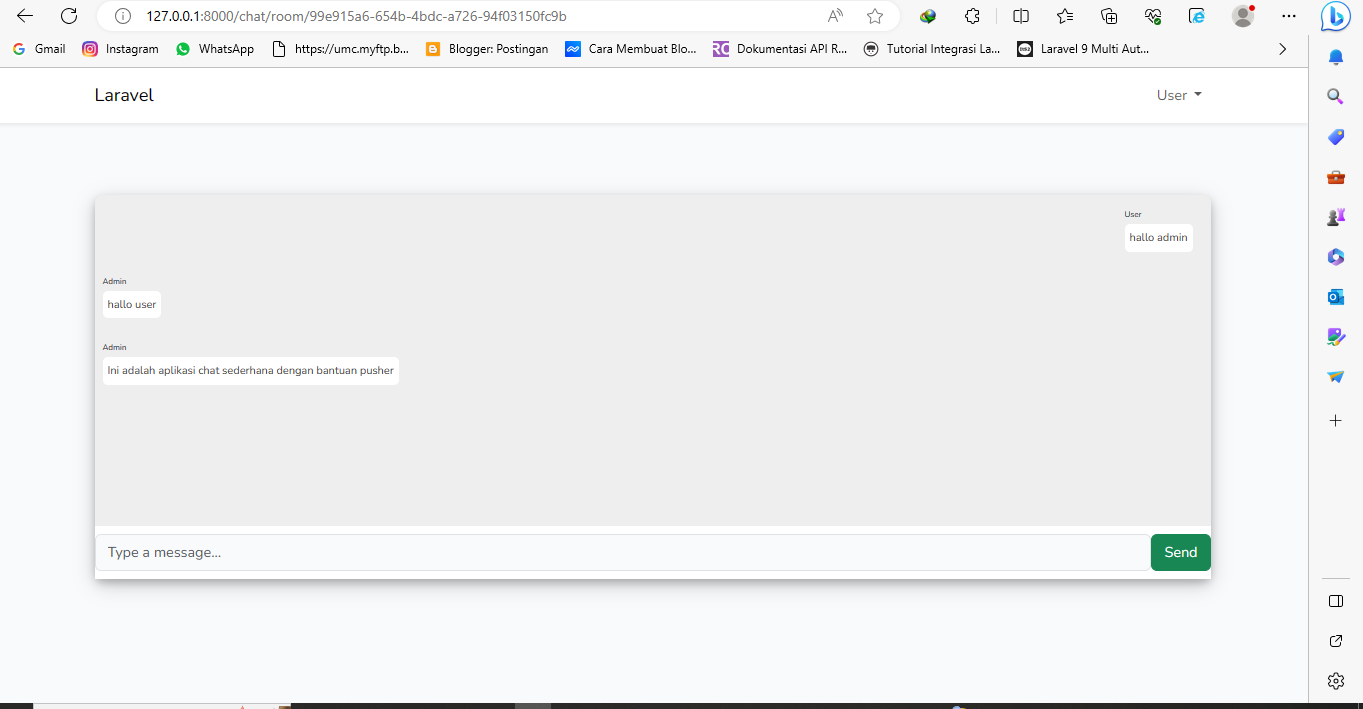 127.0.0.1:8000/chat/room/99e915a6-654b-4bdc-a726-94f03150fc9b
Gmail Instagram WhatsApp https://umc.myftp.b... Blogger: Postingan Cara Membuat Blo... Dokumentasi API R... Tutorial Integrasi La... Laravel 9 Multi Aut...
Laravel User
User
hallo admin
Admin
hallo user
Admin
Ini adalah aplikasi chat sederhana dengan bantuan pusher
Type a message... Send